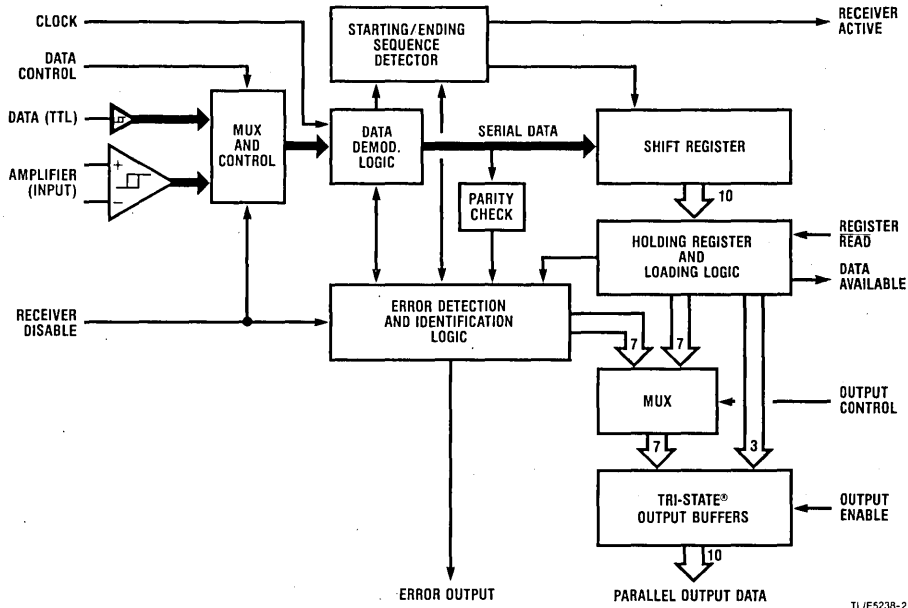 CLOCK
STARTING/ENDING
SEQUENCE
DETECTOR
RECEIVER
ACTIVE
DATA
CONTROL
DATA (TTL)
AMPLIFIER
(INPUT)
+
−
MUX
AND
CONTROL
DATA
DEMOD.
LOGIC
SERIAL DATA
SHIFT REGISTER
PARITY
CHECK
10
HOLDING REGISTER
AND
LOADING LOGIC
REGISTER
READ
DATA
AVAILABLE
RECEIVER
DISABLE
ERROR DETECTION
AND IDENTIFICATION
LOGIC
7
7
MUX
OUTPUT
CONTROL
7
3
TRI-STATE®
OUTPUT BUFFERS
OUTPUT
ENABLE
10
ERROR OUTPUT
PARALLEL OUTPUT DATA
TL/F5238-2